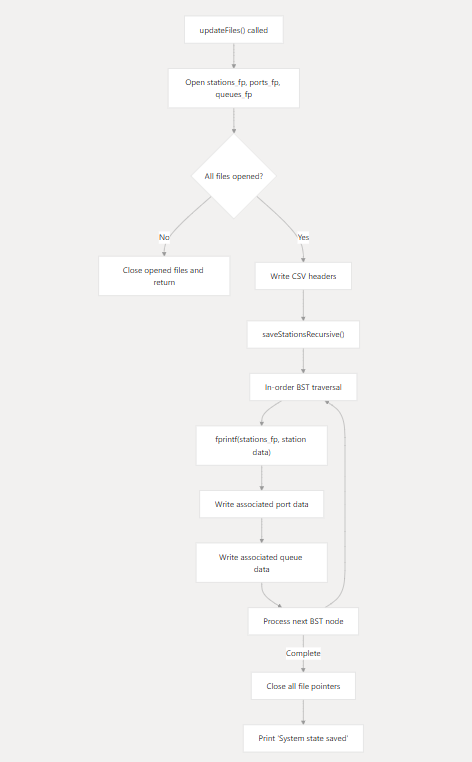 updateFiles() called
Open stations_fp, ports_fp,
queues_fp
All files opened?
No
Yes
Close opened files and
return
Write CSV headers
saveStationsRecursive()
In-order BST traversal
fprintf(stations_fp, station
data)
Write associated port data
Write associated queue
data
Process next BST node
Complete
Close all file pointers
Print 'System state saved'